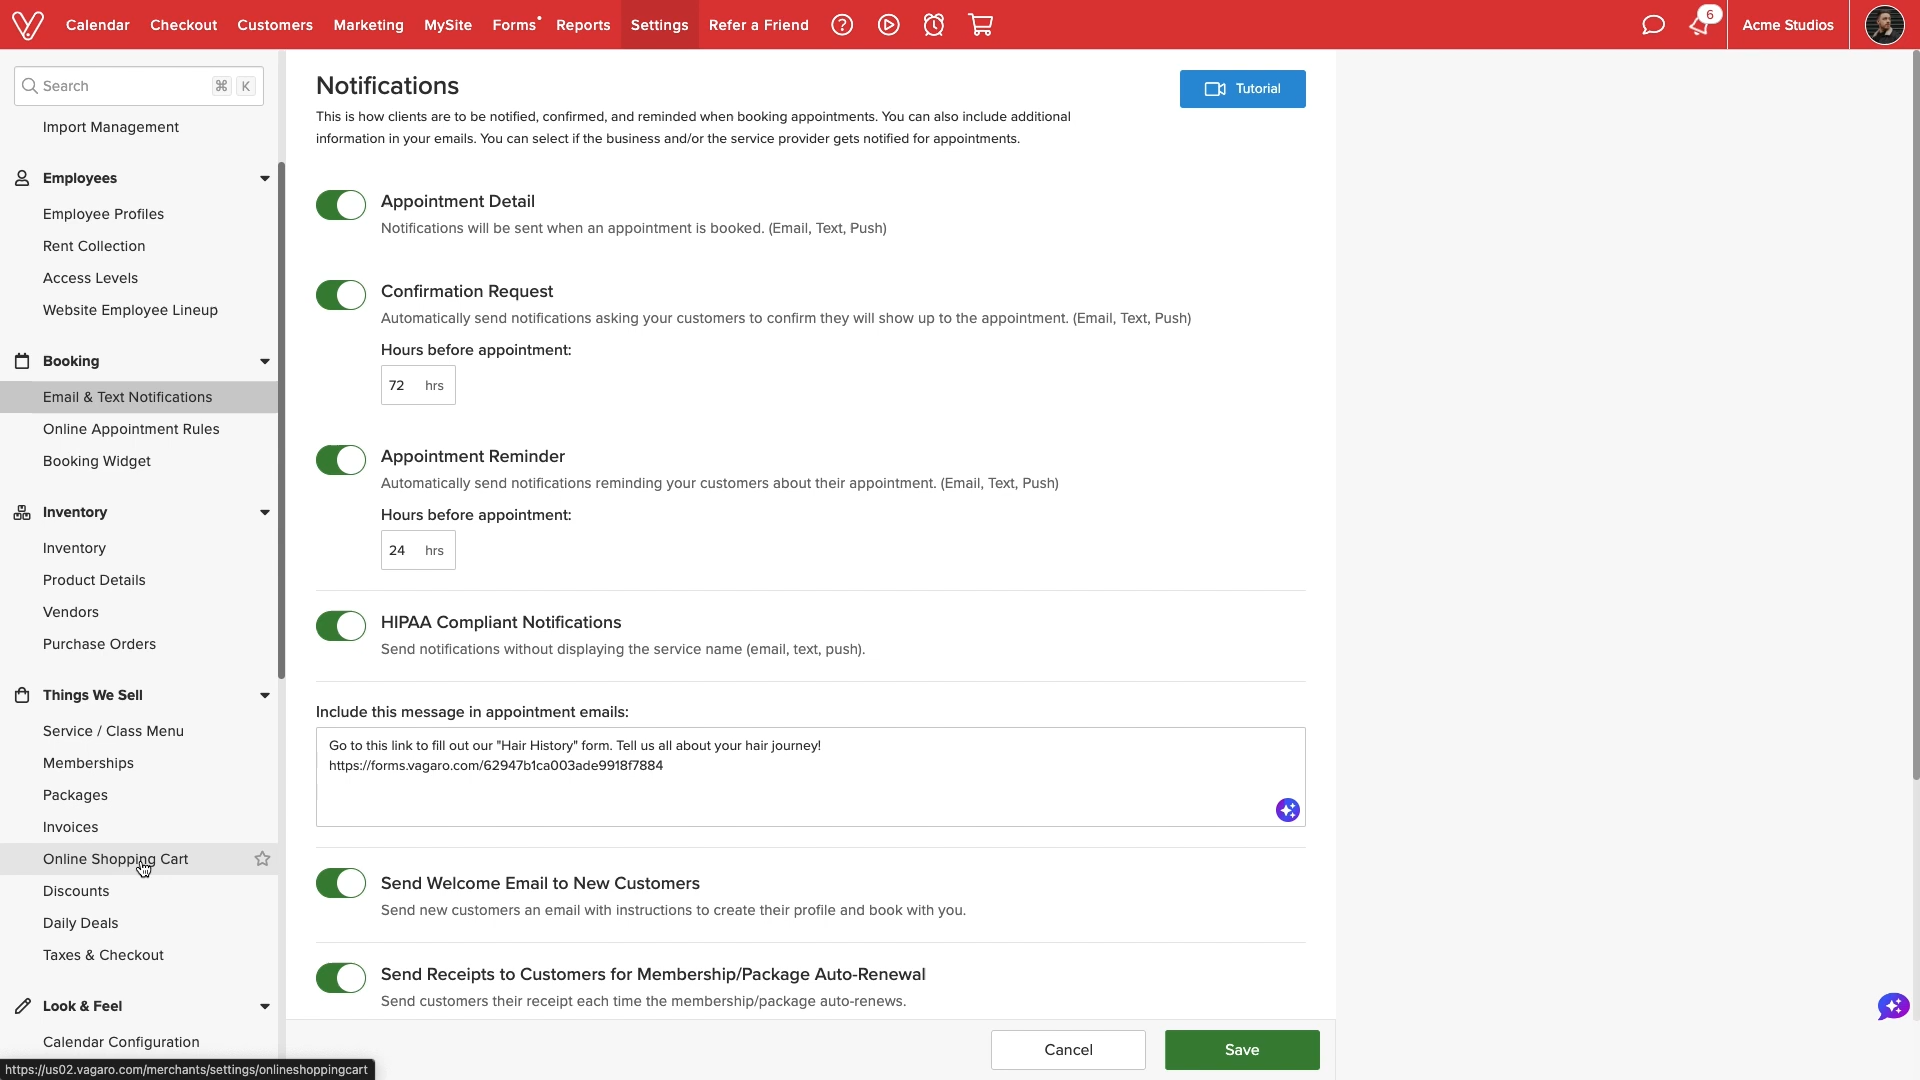 Calendar
Checkout
Customers
Marketing
MySite
Forms
Reports
Settings
Refer a Friend
6
Acme Studios
Search
⌘ K
Import Management
Employees
Employee Profiles
Rent Collection
Access Levels
Website Employee Lineup
Booking
Email & Text Notifications
Online Appointment Rules
Booking Widget
Inventory
Inventory
Product Details
Vendors
Purchase Orders
Things We Sell
Service / Class Menu
Memberships
Packages
Invoices
Online Shopping Cart
Discounts
Daily Deals
Taxes & Checkout
Look & Feel
Calendar Configuration
https://us02.vagaro.com/merchants/settings/onlineshoppingcart
Notifications
Tutorial
This is how clients are to be notified, confirmed, and reminded when booking appointments. You can also include additional
information in your emails. You can select if the business and/or the service provider gets notified for appointments.
Appointment Detail
Notifications will be sent when an appointment is booked. (Email, Text, Push)
Confirmation Request
Automatically send notifications asking your customers to confirm they will show up to the appointment. (Email, Text, Push)
Hours before appointment:
72 hrs
Appointment Reminder
Automatically send notifications reminding your customers about their appointment. (Email, Text, Push)
Hours before appointment:
24 hrs
HIPAA Compliant Notifications
Send notifications without displaying the service name (email, text, push).
Include this message in appointment emails:
Go to this link to fill out our "Hair History" form. Tell us all about your hair journey!
https://forms.vagaro.com/62947b1ca003ade9918f7884
Send Welcome Email to New Customers
Send new customers an email with instructions to create their profile and book with you.
Send Receipts to Customers for Membership/Package Auto-Renewal
Send customers their receipt each time the membership/package auto-renews.
Cancel
Save